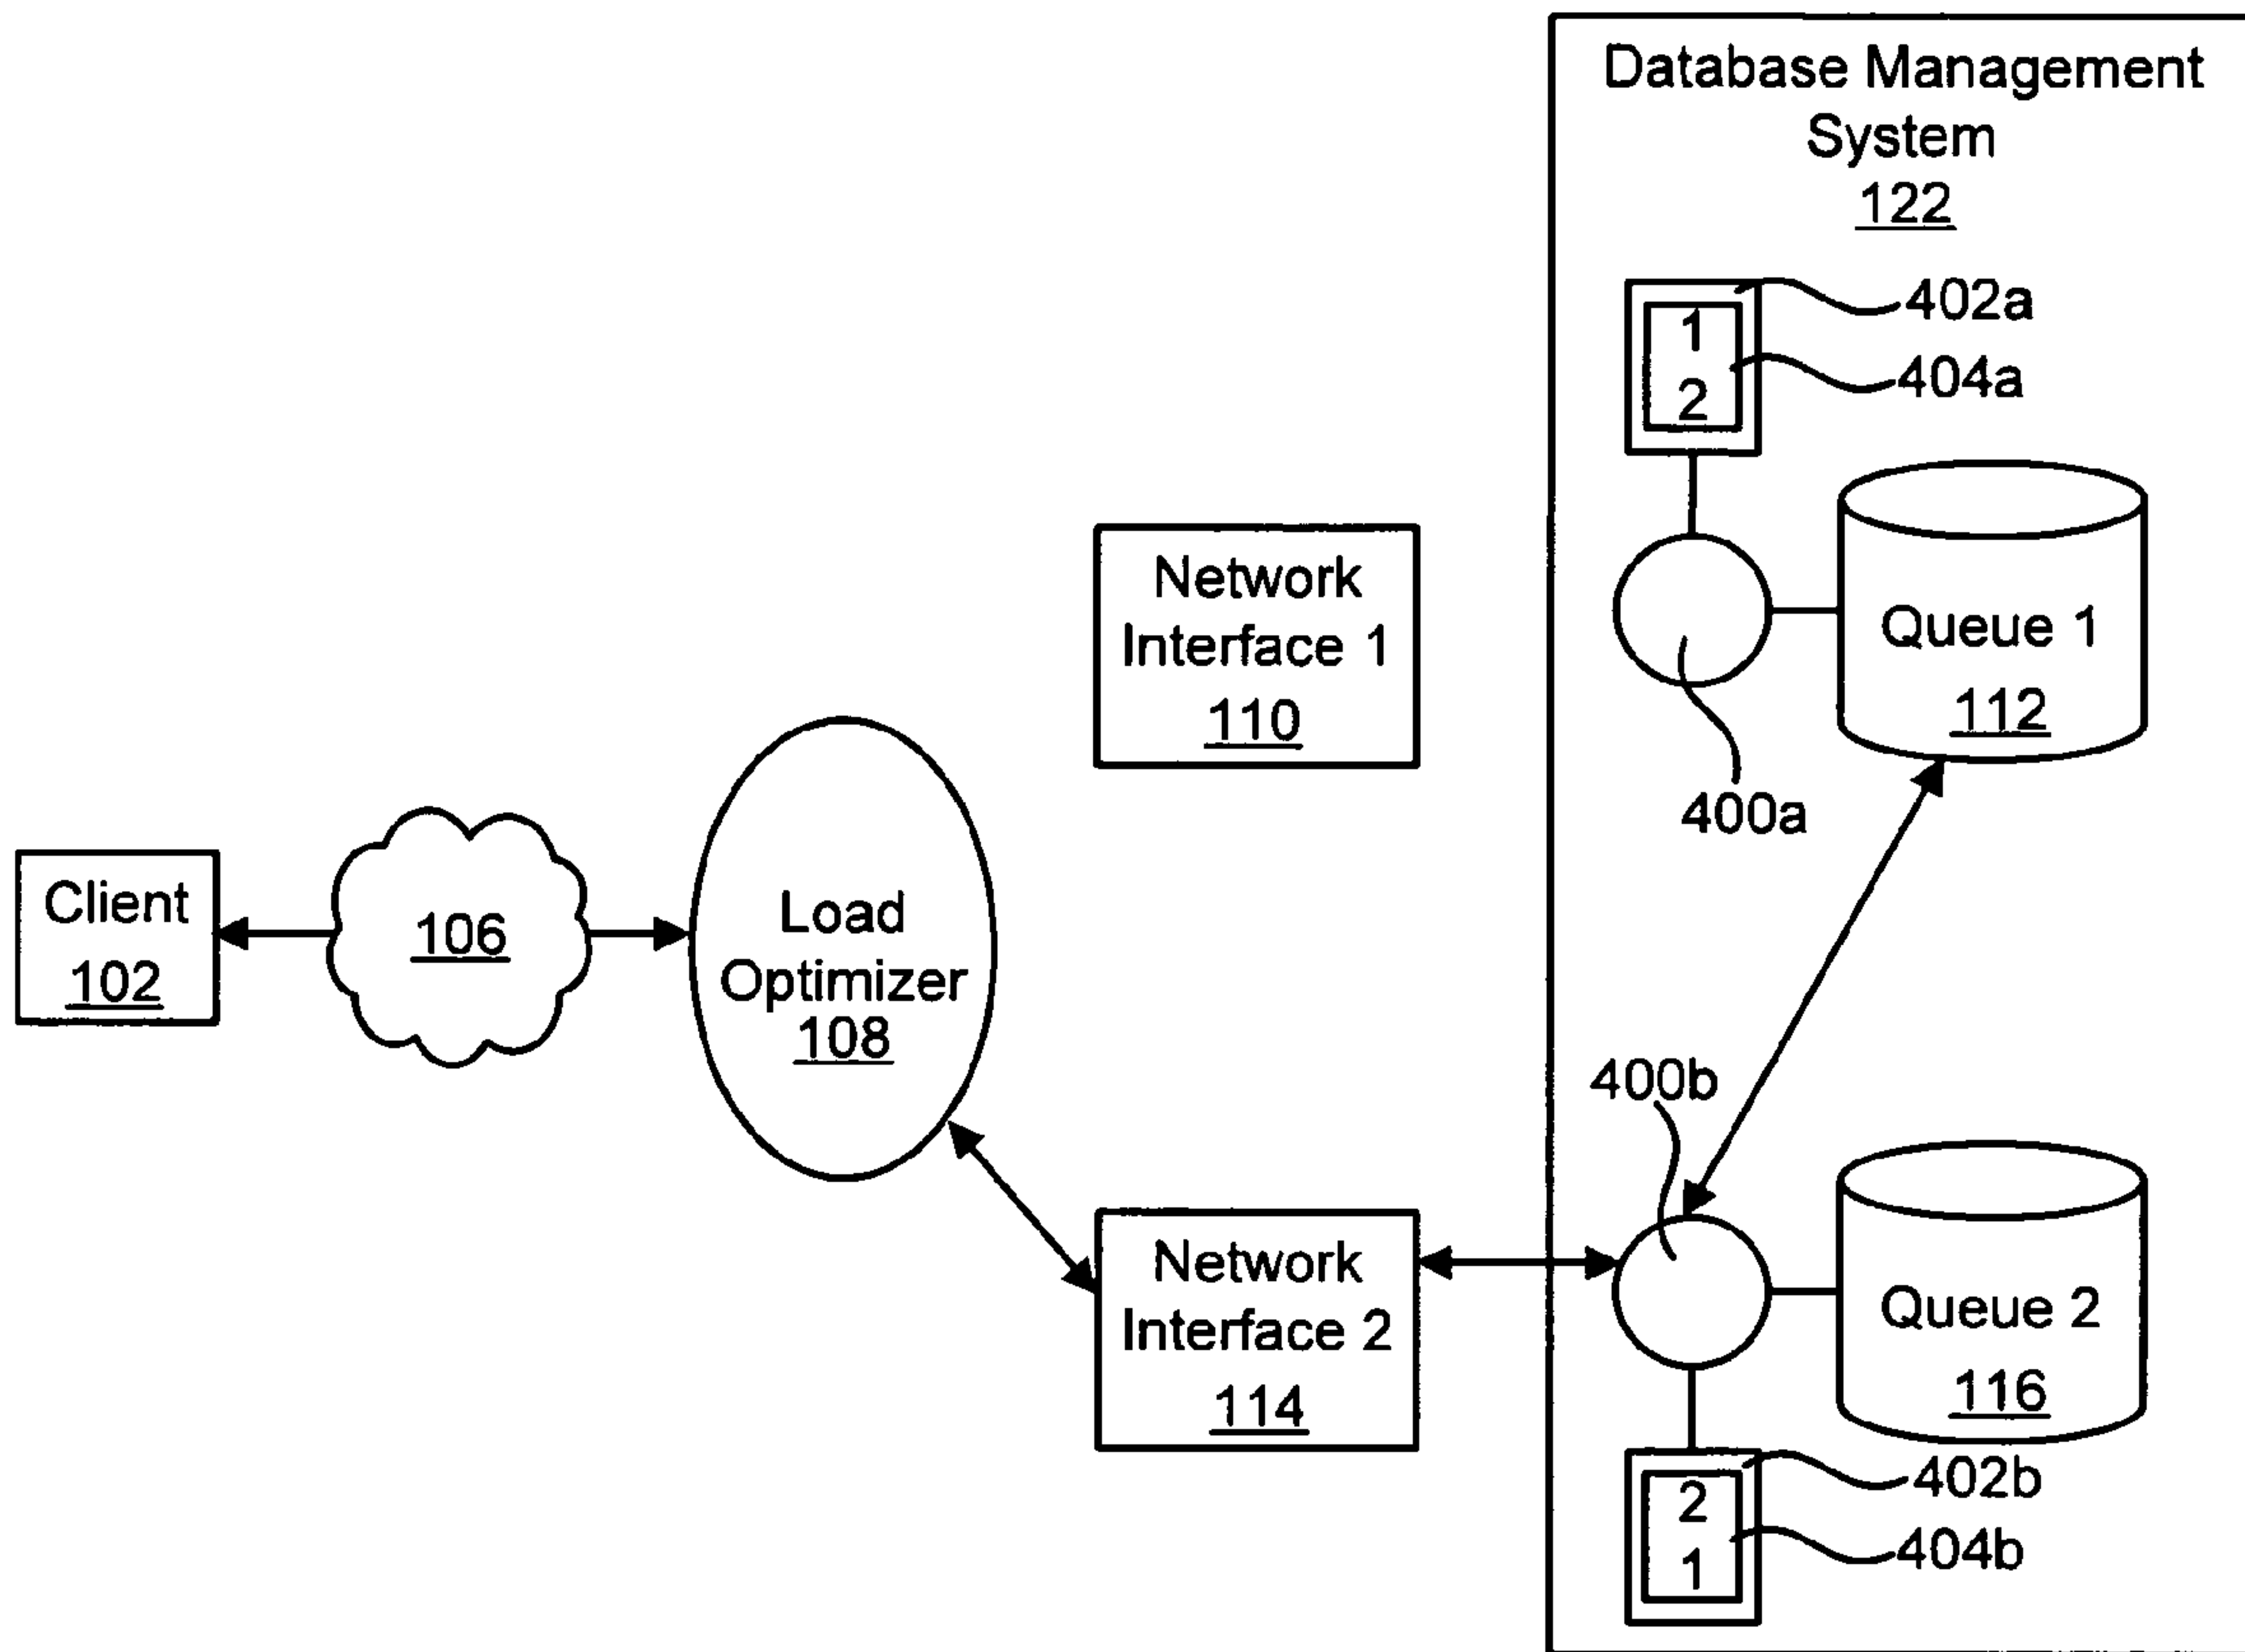 Database Management
System
122
402a
1
404a
2
Network
Interface 1
110
Queue 1
112
400a
Client
102
106
Load
Optimizer
108
400b
Network
Interface 2
114
Queue 2
116
402b
2
404b
1